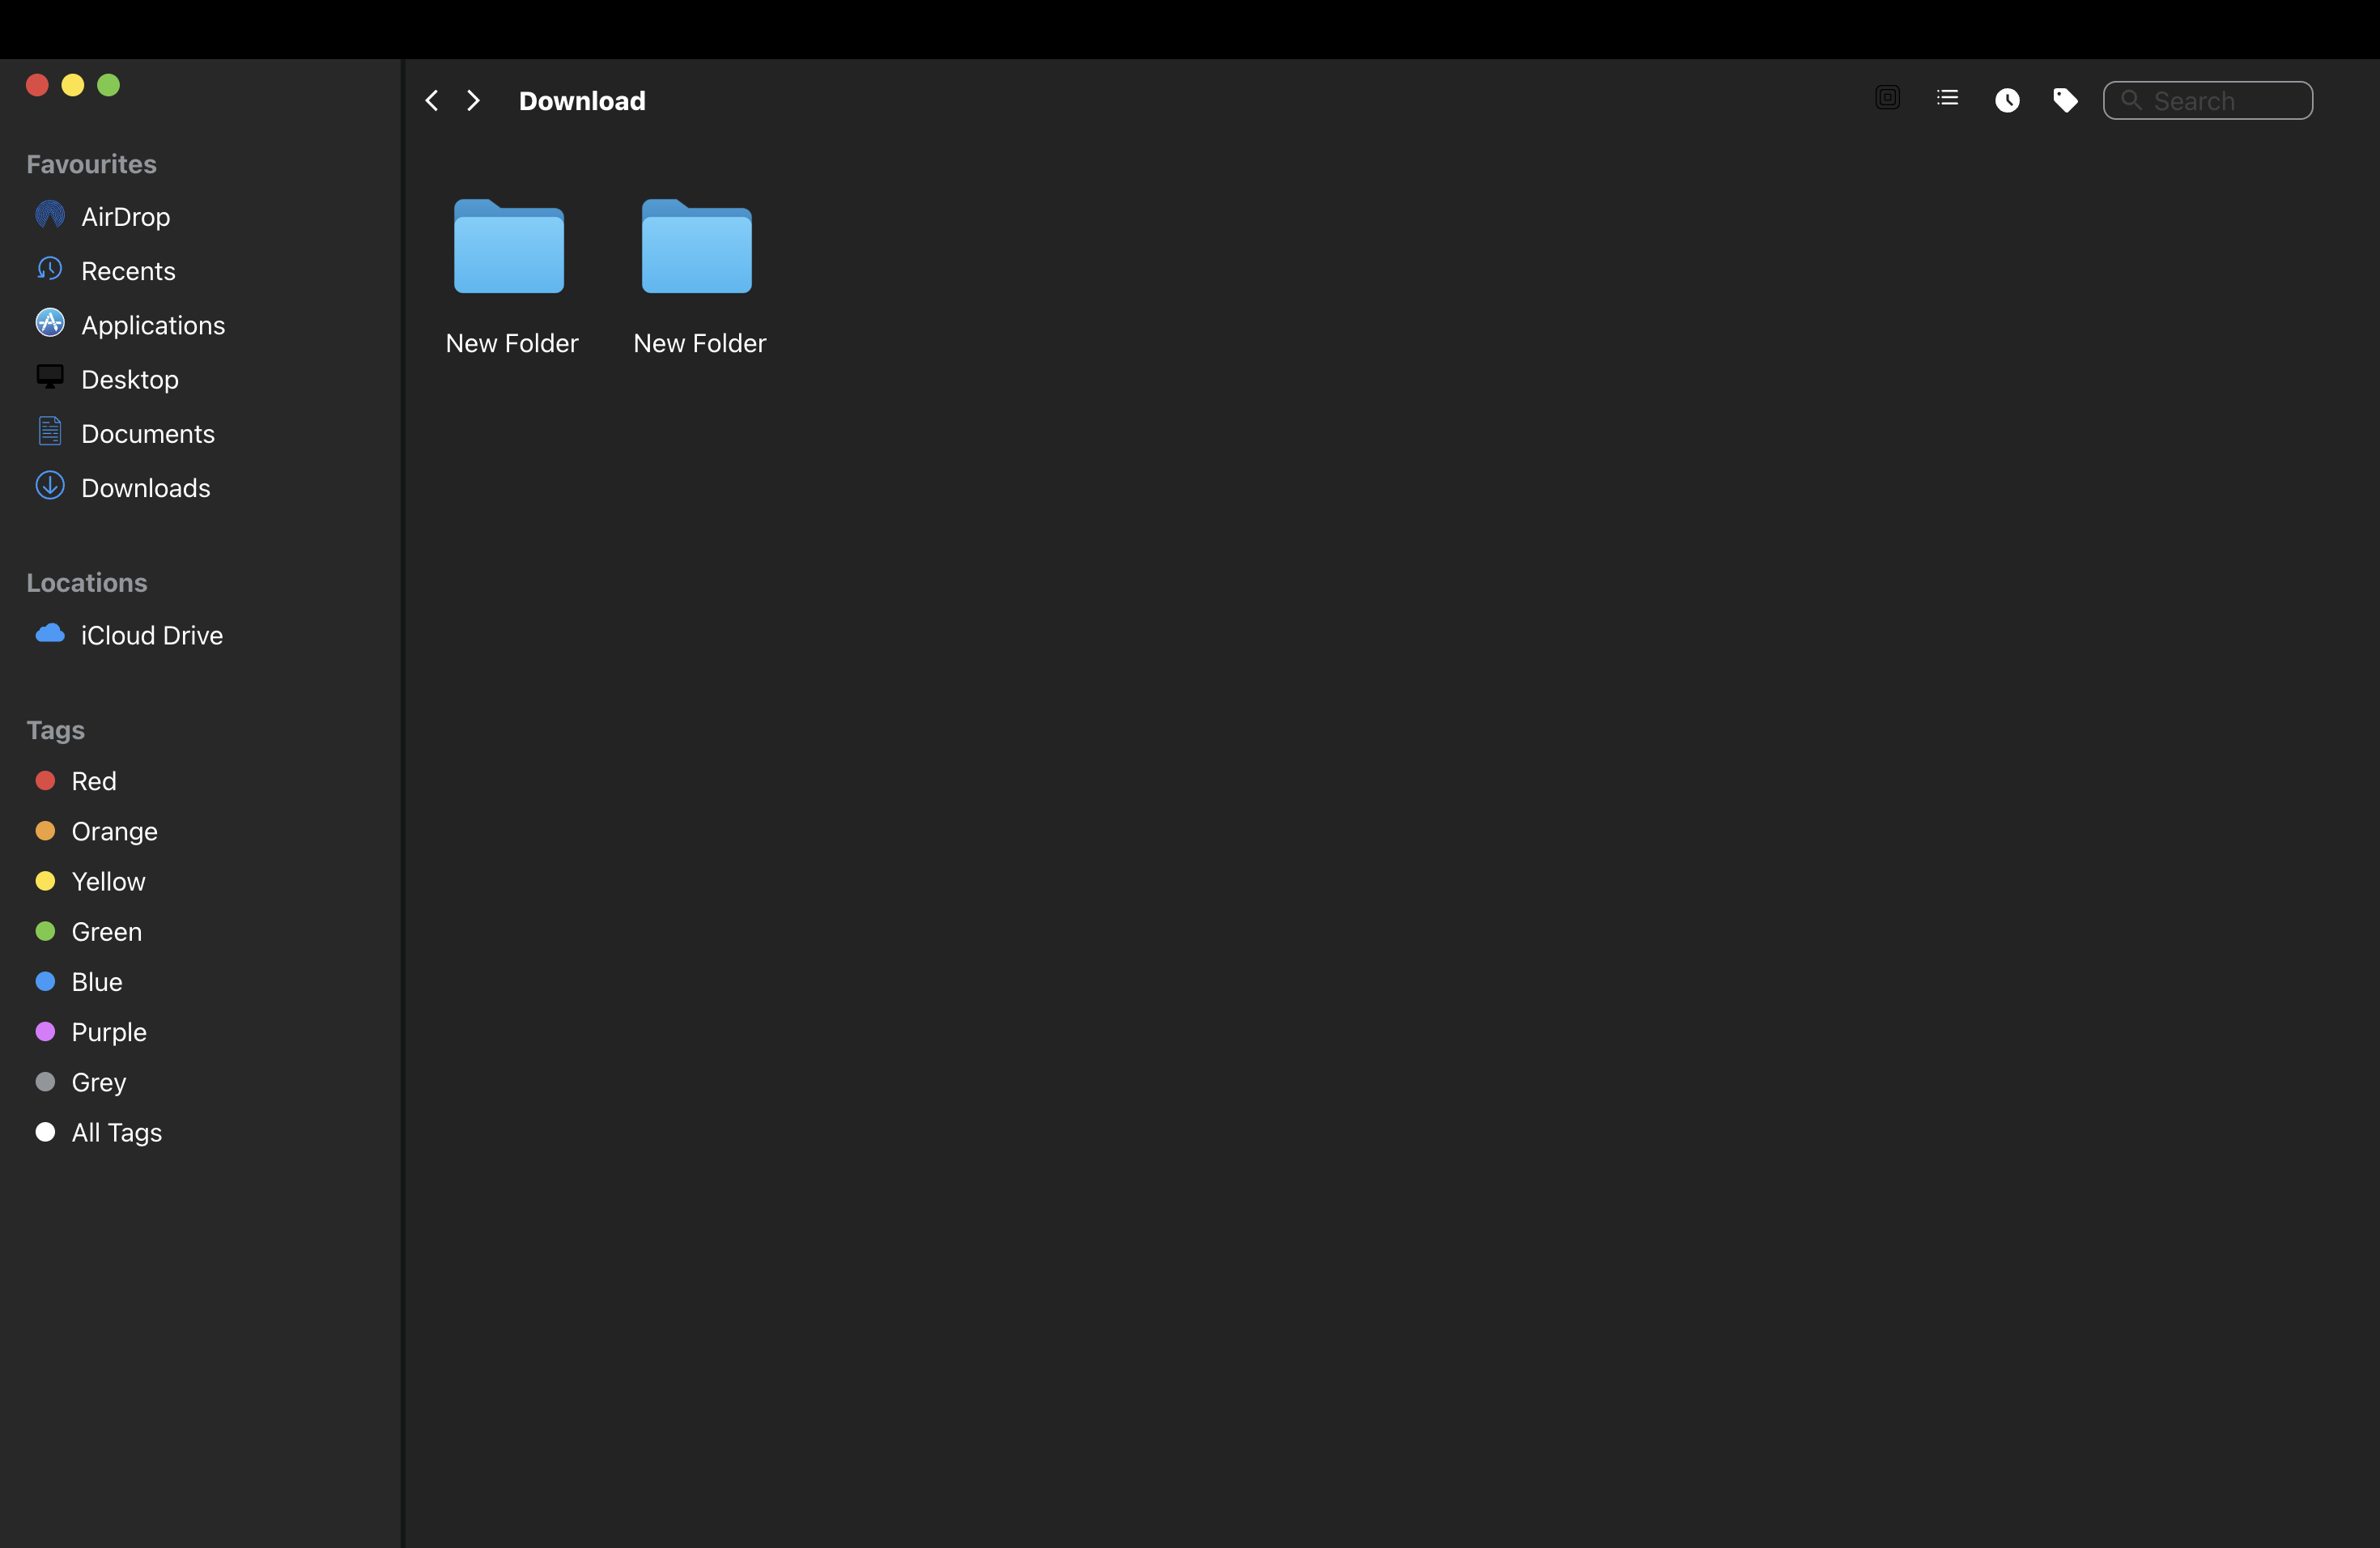 Download
Search
Favourites
AirDrop
Recents
Applications
Desktop
Documents
Downloads
Locations
iCloud Drive
Tags
Red
Orange
Yellow
Green
Blue
Purple
Grey
All Tags
New Folder
New Folder